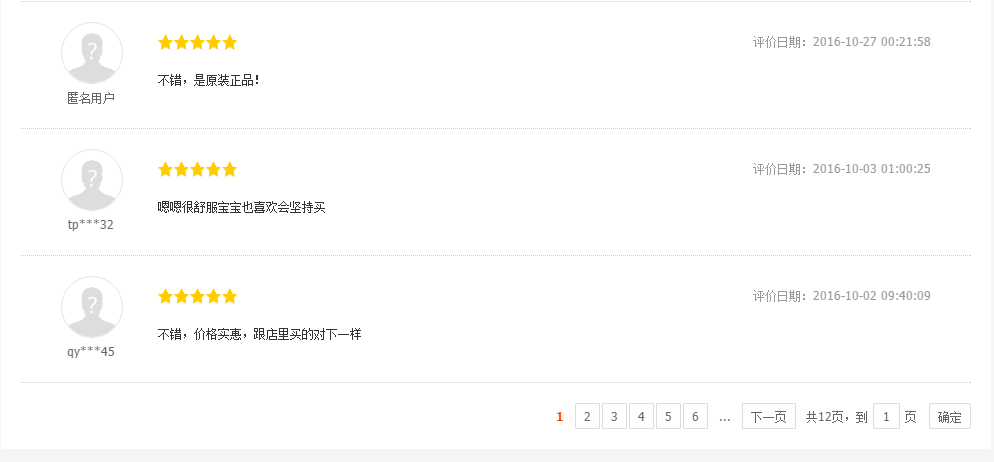 评价日期：2016-10-27 00:21:58
不错，是原装正品！
匿名用户
评价日期：2016-10-03 01:00:25
嗯嗯很舒服宝宝也喜欢会坚持买
tp***32
评价日期：2016-10-02 09:40:09
不错，价格实惠，跟店里买的对下一样
qy***45
1 2 3 4 5 6 ... 下一页 共12页，到 1 页 确定